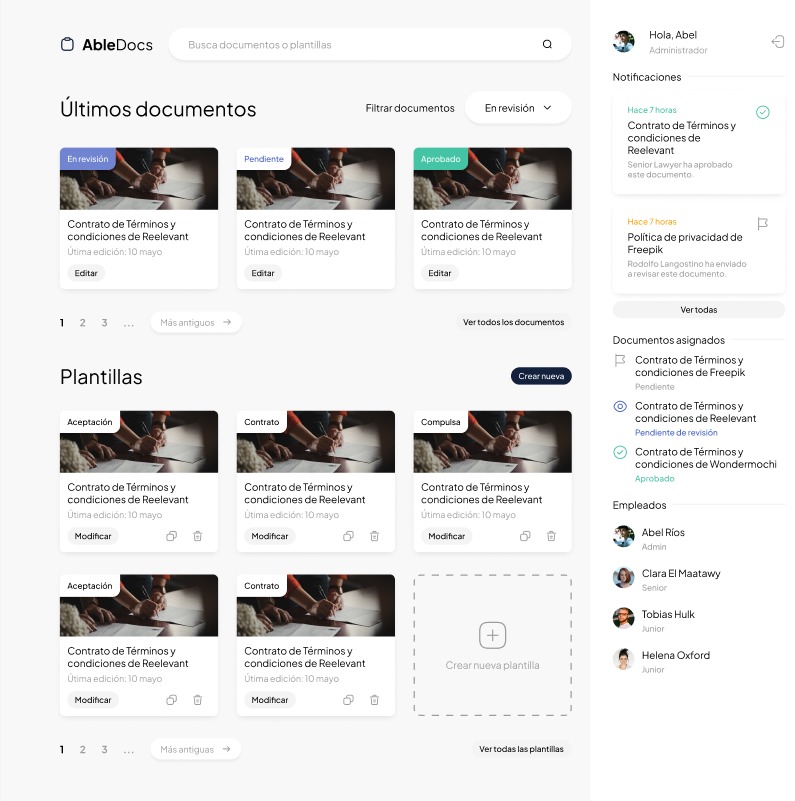 AbleDocs
Busca documentos o plantillas
Últimos documentos
Filtrar documentos
En revisión
En revisión
Contrato de Términos y
condiciones de Reelevant
Útima edición: 10 mayo
Editar
Pendiente
Contrato de Términos y
condiciones de Reelevant
Útima edición: 10 mayo
Editar
Aprobado
Contrato de Términos y
condiciones de Reelevant
Útima edición: 10 mayo
Editar
1 2 3 ...
Más antiguos
Ver todos los documentos
Plantillas
Crear nueva
Aceptación
Contrato de Términos y
condiciones de Reelevant
Útima edición: 10 mayo
Modificar
Contrato
Contrato de Términos y
condiciones de Reelevant
Útima edición: 10 mayo
Modificar
Compulsa
Contrato de Términos y
condiciones de Reelevant
Útima edición: 10 mayo
Modificar
Aceptación
Contrato de Términos y
condiciones de Reelevant
Útima edición: 10 mayo
Modificar
Contrato
Contrato de Términos y
condiciones de Reelevant
Útima edición: 10 mayo
Modificar
Crear nueva plantilla
1 2 3 ...
Más antiguas
Ver todas las plantillas
Hola, Abel
Administrador
Notificaciones
Hace 7 horas
Contrato de Términos y
condiciones de
Reelevant
Senior Lawyer ha aprobado
este documento.
Hace 7 horas
Política de privacidad de
Freepik
Rodolfo Langostino ha enviado
a revisar este documento.
Ver todas
Documentos asignados
Contrato de Términos y
condiciones de Freepik
Pendiente
Contrato de Términos y
condiciones de Reelevant
Pendiente de revisión
Contrato de Términos y
condiciones de Wondermochi
Aprobado
Empleados
Abel Ríos
Admin
Clara El Maatawy
Senior
Tobias Hulk
Junior
Helena Oxford
Junior